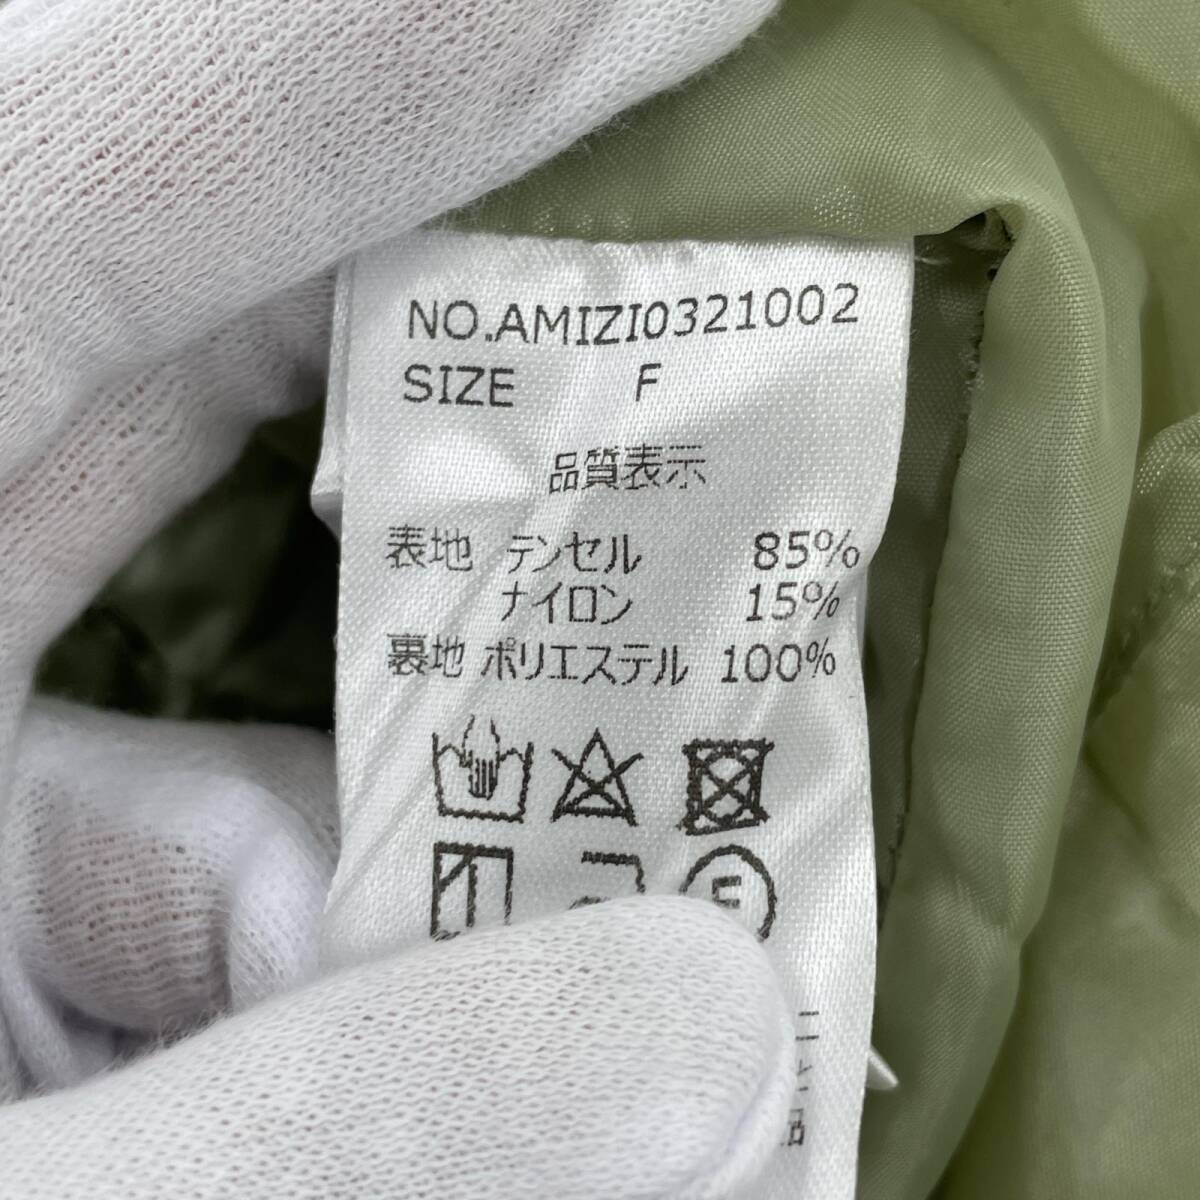 NO.AMIZI0321002
SIZE F
品質表示
表地 テンセル 85%
ナイロン 15%
裏地 ポリエステル 100%